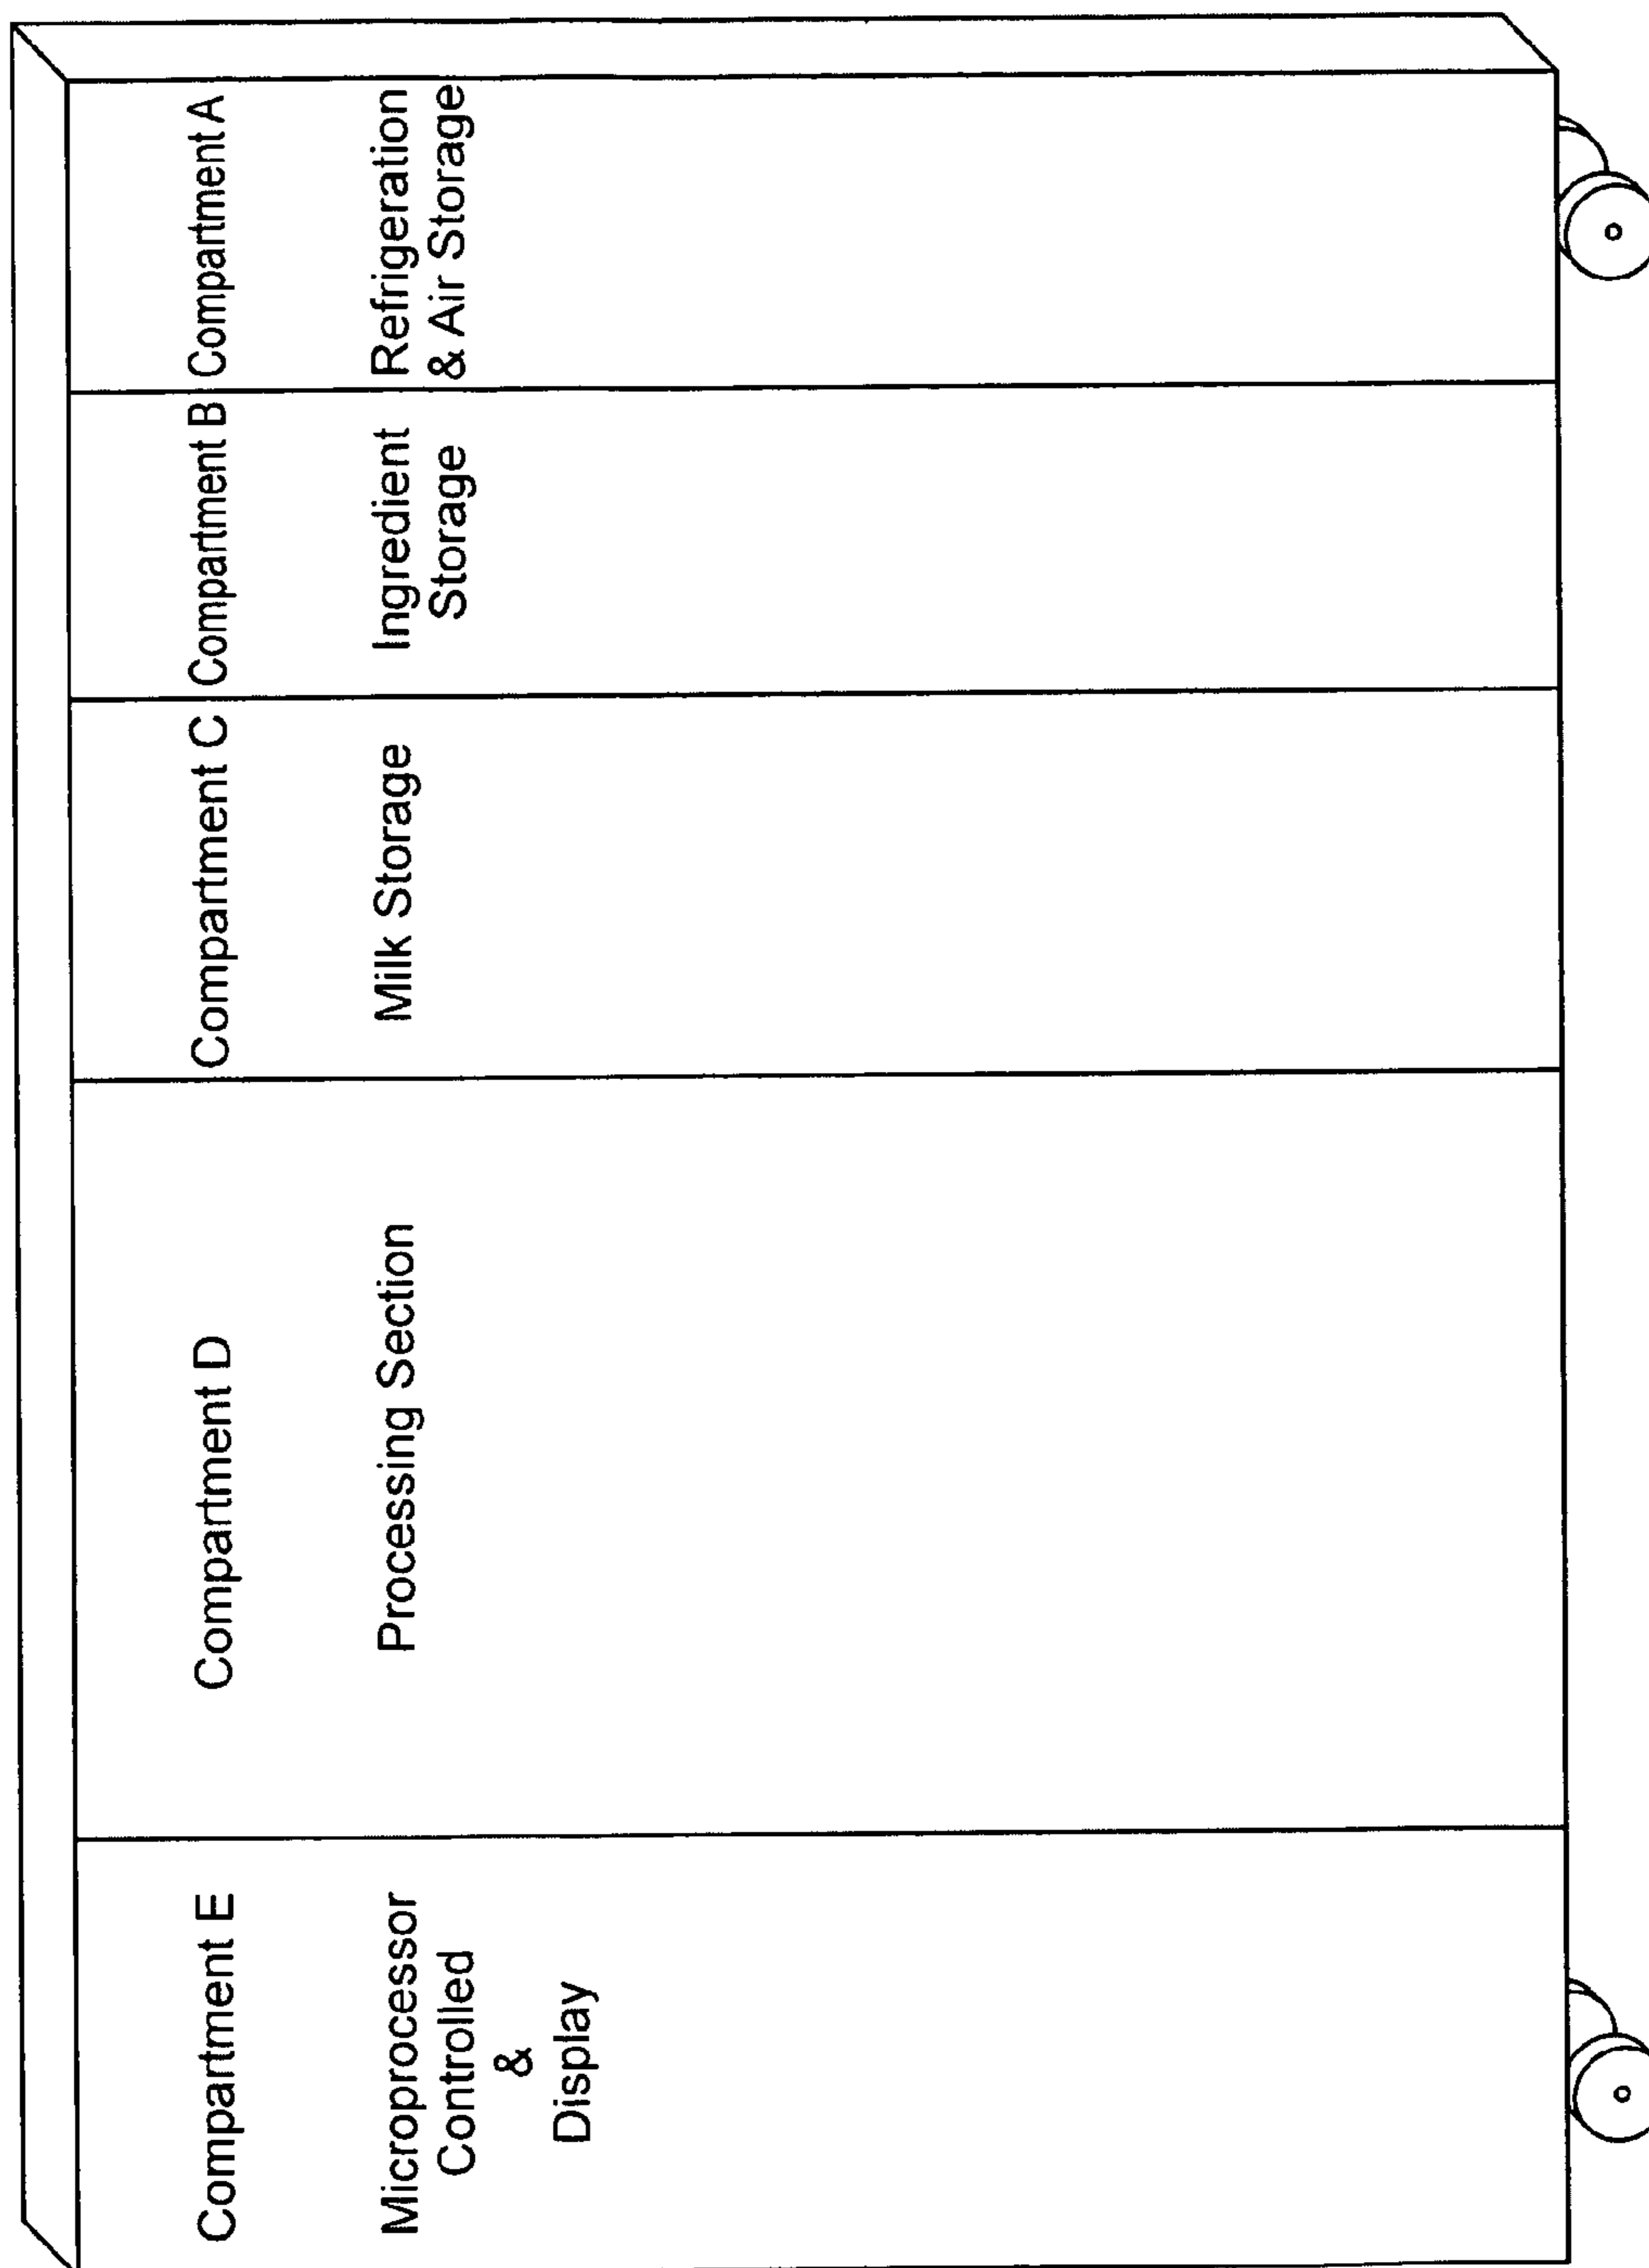 Compartment E
Microprocessor
Controlled
&
Display
Compartment D
Processing Section
Compartment C
Milk Storage
Compartment B
Ingredient
Storage
Compartment A
Refrigeration
& Air Storage